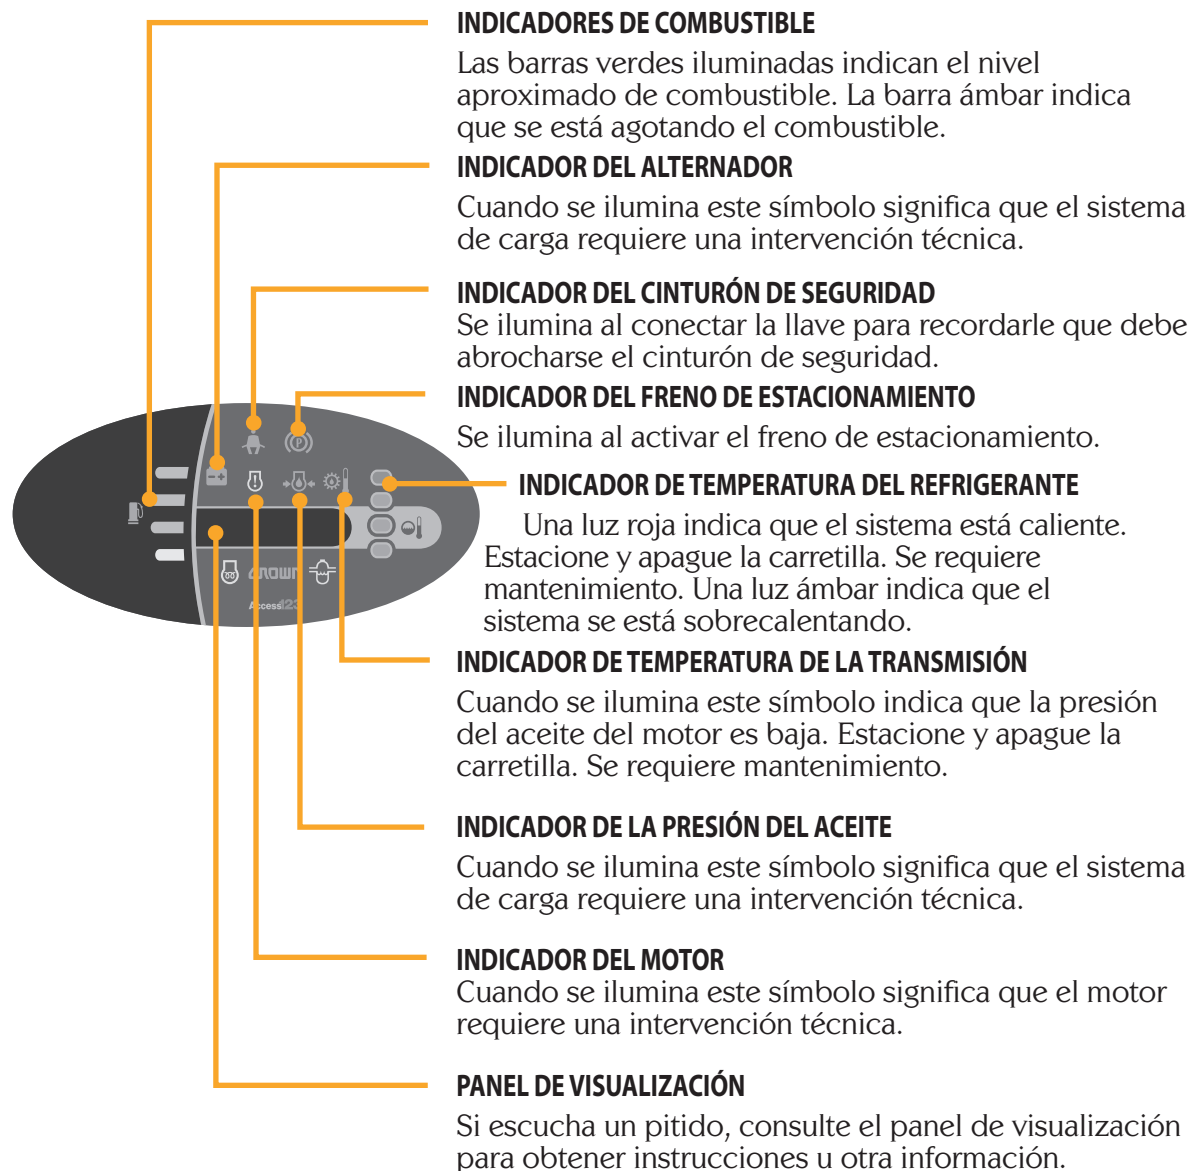 INDICADORES DE COMBUSTIBLE
Las barras verdes iluminadas indican el nivel
aproximado de combustible. La barra ámbar indica
que se está agotando el combustible.
INDICADOR DEL ALTERNADOR
Cuando se ilumina este símbolo significa que el sistema
de carga requiere una intervención técnica.
INDICADOR DEL CINTURÓN DE SEGURIDAD
Se ilumina al conectar la llave para recordarle que debe
abrocharse el cinturón de seguridad.
INDICADOR DEL FRENO DE ESTACIONAMIENTO
Se ilumina al activar el freno de estacionamiento.
INDICADOR DE TEMPERATURA DEL REFRIGERANTE
Una luz roja indica que el sistema está caliente.
Estacione y apague la carretilla. Se requiere
mantenimiento. Una luz ámbar indica que el
sistema se está sobrecalentando.
INDICADOR DE TEMPERATURA DE LA TRANSMISIÓN
Cuando se ilumina este símbolo indica que la presión
del aceite del motor es baja. Estacione y apague la
carretilla. Se requiere mantenimiento.
INDICADOR DE LA PRESIÓN DEL ACEITE
Cuando se ilumina este símbolo significa que el sistema
de carga requiere una intervención técnica.
INDICADOR DEL MOTOR
Cuando se ilumina este símbolo significa que el motor
requiere una intervención técnica.
PANEL DE VISUALIZACIÓN
Si escucha un pitido, consulte el panel de visualización
para obtener instrucciones u otra información.
(P)
CROWN
Access123